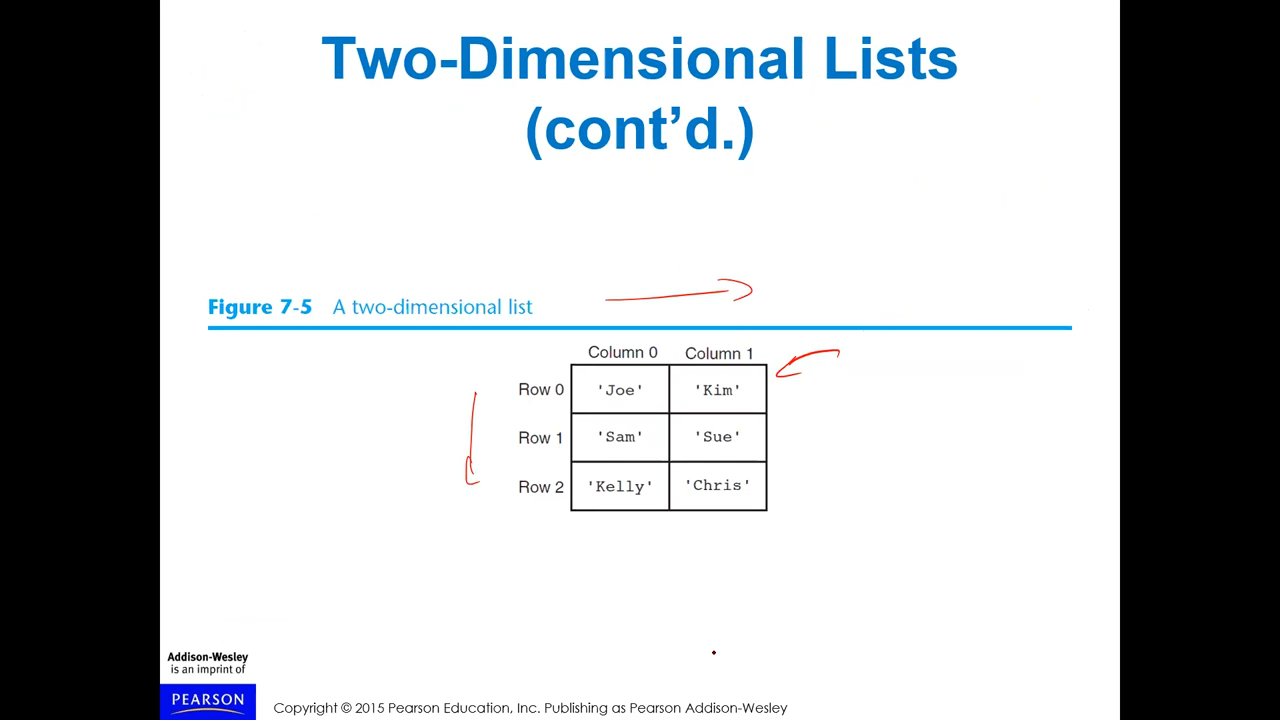 Two-Dimensional Lists
(cont’d.)
Figure 7-5 A two-dimensional list
Column 0 Column 1
Row 0 'Joe' 'Kim'
Row 1 'Sam' 'Sue'
Row 2 'Kelly' 'Chris'
Addison-Wesley
is an imprint of
PEARSON
Copyright © 2015 Pearson Education, Inc. Publishing as Pearson Addison-Wesley